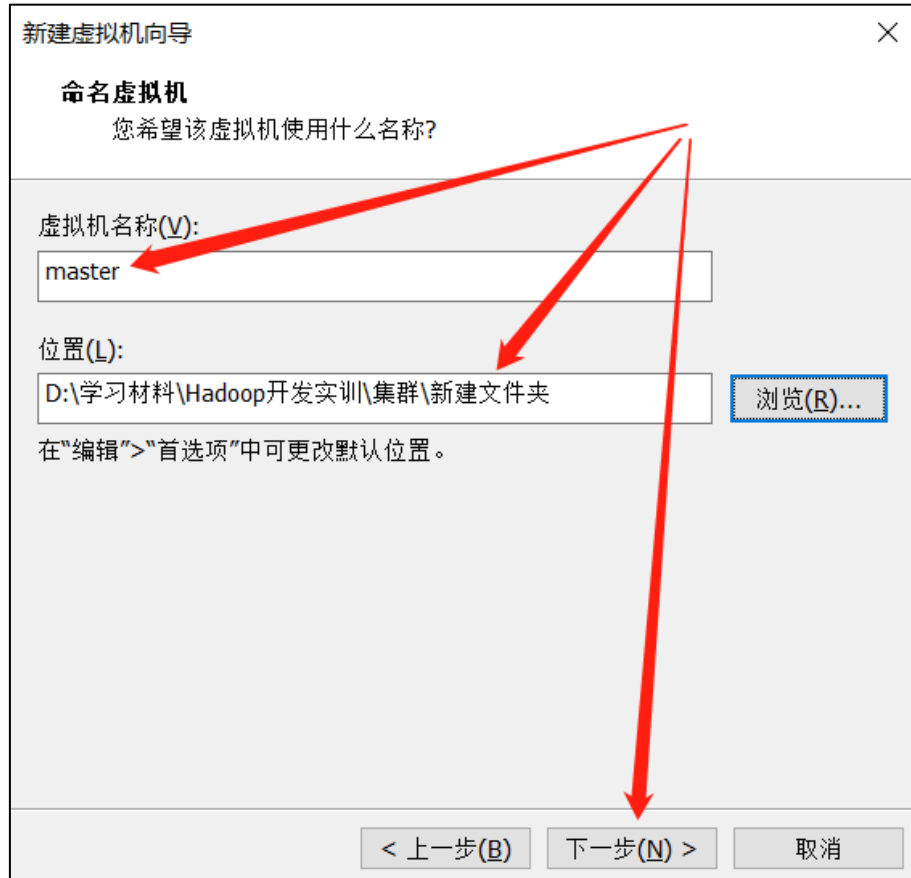 新建虚拟机向导
命名虚拟机
您希望该虚拟机使用什么名称?
虚拟机名称(V):
master
位置(L):
D:\学习材料\Hadoop开发实训\集群\新建文件夹
浏览(R)...
在“编辑”>“首选项”中可更改默认位置。
< 上一步(B)
下一步(N) >
取消